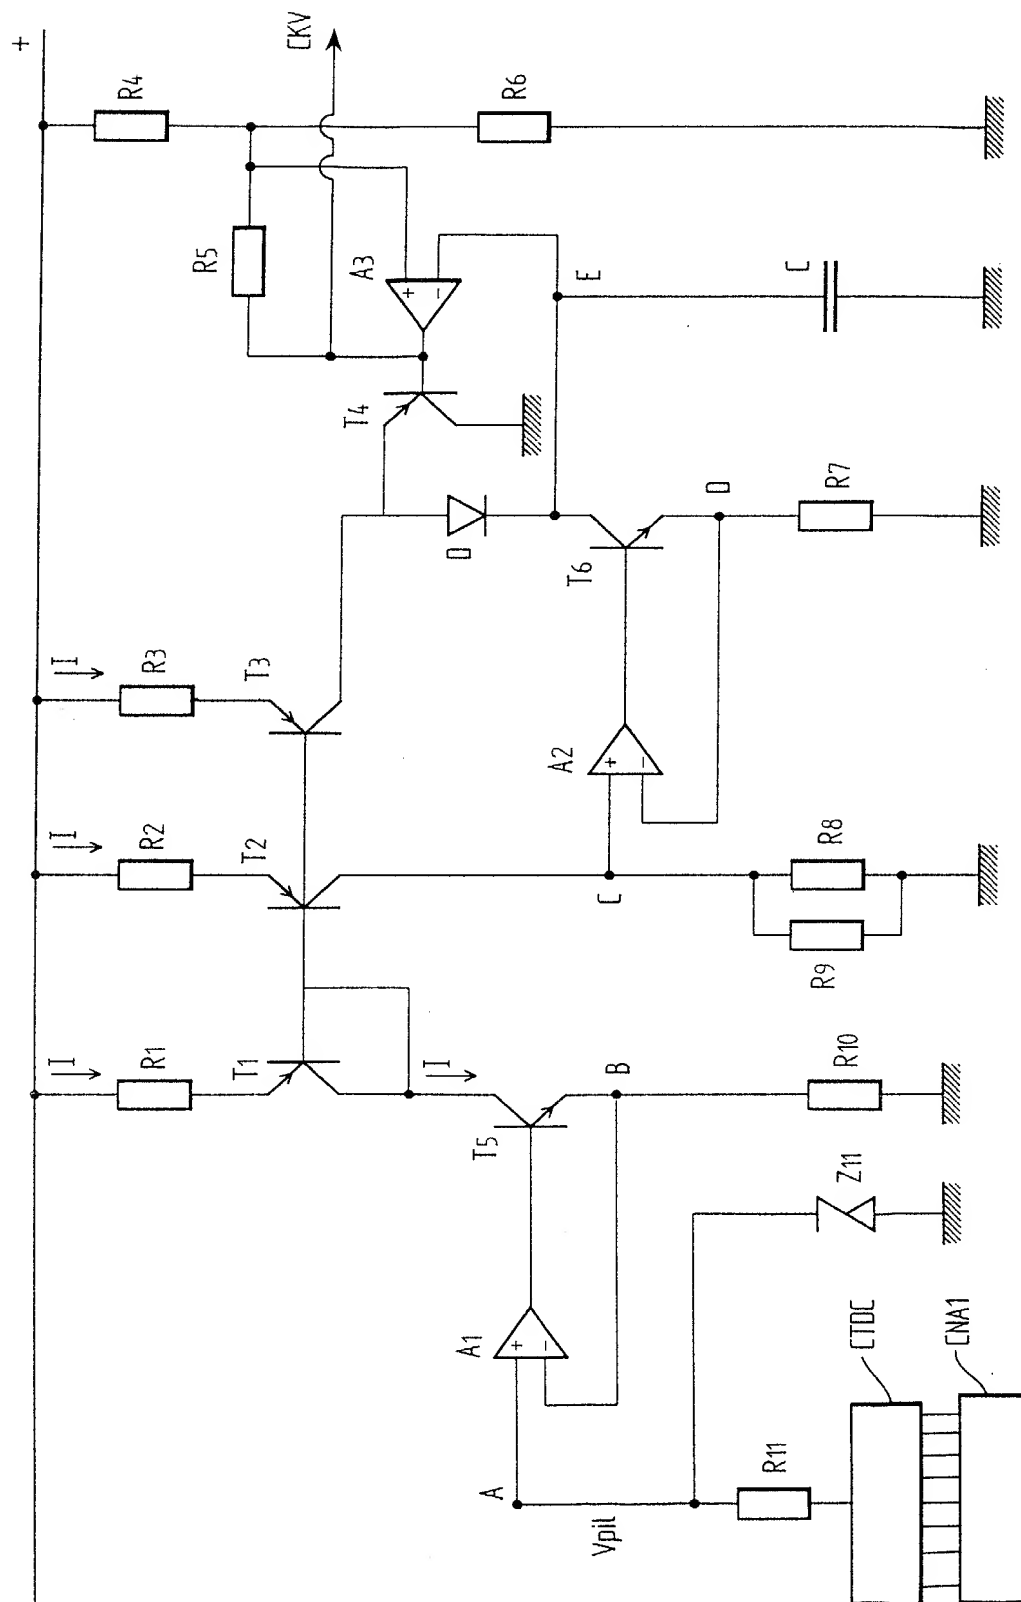 +
R4
CKV
R6
R5
A3
+
−
E
C
T4
D
D
R7
T6
I
R3
T3
A2
+
−
I
R2
T2
C
R8
R9
I
R1
T1
I
T5
B
R10
Z11
A1
+
−
A
Vpil
R11
CTDC
CNA1